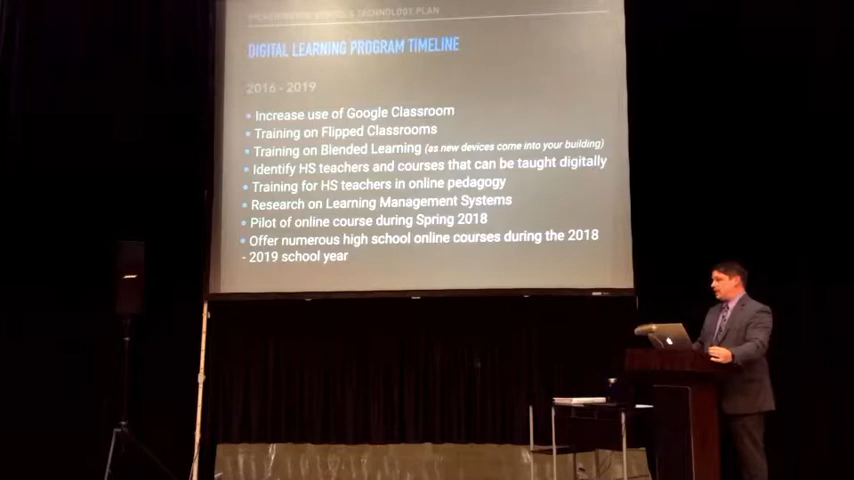 SCHOOLS TECHNOLOGY PLAN
DIGITAL LEARNING PROGRAM TIMELINE
2016 - 2019
• Increase use of Google Classroom
• Training on Flipped Classrooms
• Training on Blended Learning (as new devices come into your building)
• Identify HS teachers and courses that can be taught digitally
• Training for HS teachers in online pedagogy
• Research on Learning Management Systems
• Pilot of online course during Spring 2018
• Offer numerous high school online courses during the 2018
- 2019 school year